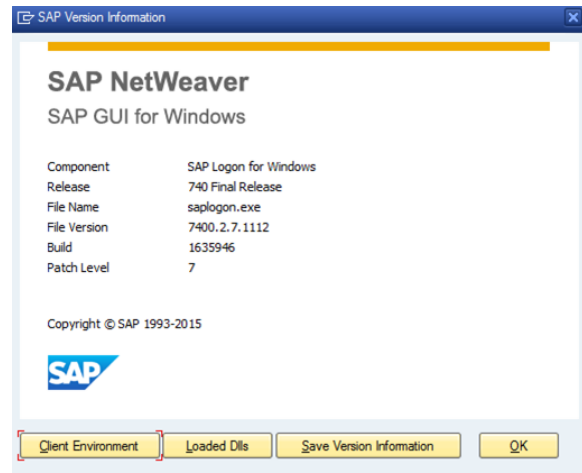 SAP Version Information
SAP NetWeaver
SAP GUI for Windows
Component SAP Logon for Windows
Release 740 Final Release
File Name saplogon.exe
File Version 7400.2.7.1112
Build 1635946
Patch Level 7
Copyright © SAP 1993-2015
SAP
Client Environment Loaded Dlls Save Version Information OK